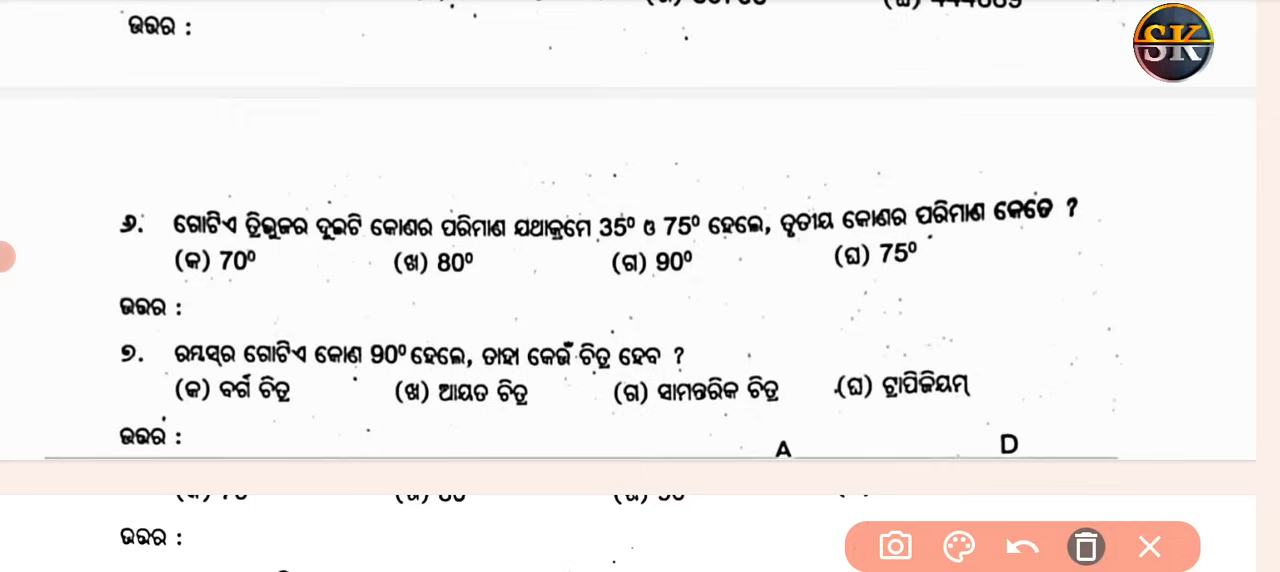 ଉତ୍ତର :
SK
୬. ଗୋଟିଏ ତ୍ରିଭୁଜର ଦୁଇଟି କୋଣର ପରିମାଣ ଯଥାକ୍ରମେ 35⁰ ଓ 75⁰ ହେଲେ, ତୃତୀୟ କୋଣର ପରିମାଣ କେତେ ?
(କ) 70⁰ (ଖ) 80⁰ (ଗ) 90⁰ (ଘ) 75⁰
ଉତ୍ତର :
୭. ରମ୍ବସ୍‌ର ଗୋଟିଏ କୋଣ 90⁰ ହେଲେ, ତାହା କେଉଁ ଚିତ୍ର ହେବ ?
(କ) ବର୍ଗ ଚିତ୍ର (ଖ) ଆୟତ ଚିତ୍ର (ଗ) ସାମନ୍ତରିକ ଚିତ୍ର (ଘ) ଟ୍ରାପିଜିୟମ୍
ଉତ୍ତର :
A D
ଉତ୍ତର :